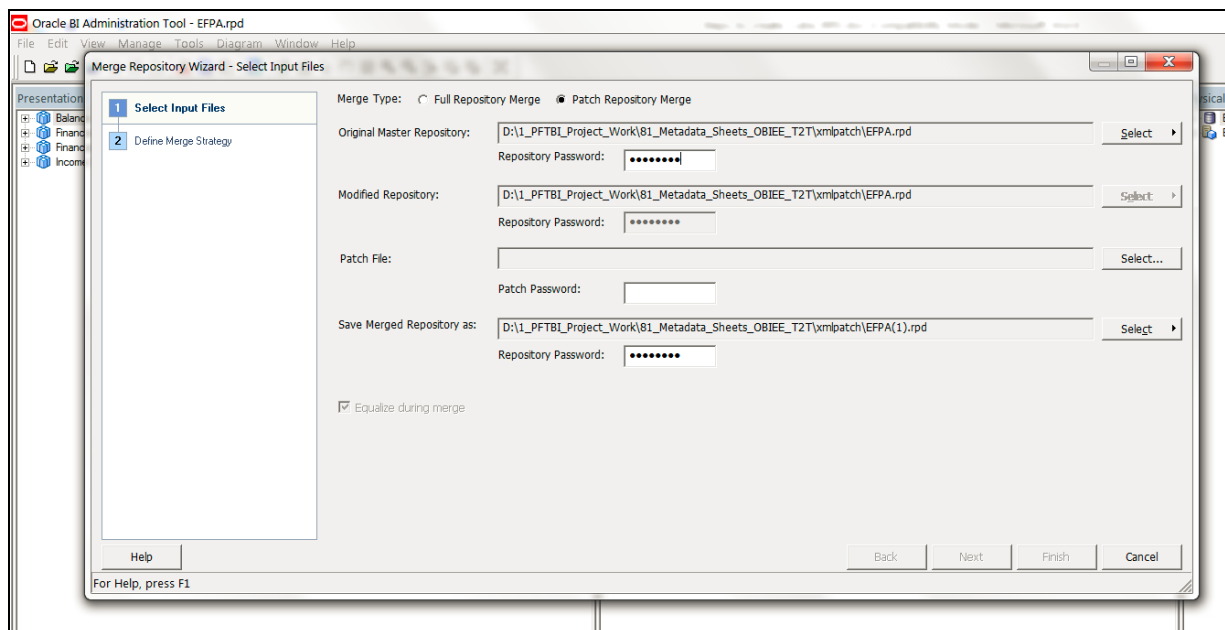 Oracle BI Administration Tool - EFPA.rpd
File Edit View Manage Tools Diagram Window Help
Merge Repository Wizard - Select Input Files
Presentation
Balanc
Financ
Financ
Income
sical
1 Select Input Files
2 Define Merge Strategy
Merge Type: Full Repository Merge Patch Repository Merge
Original Master Repository: D:\1_PFTBI_Project_Work\81_Metadata_Sheets_OBIEE_T2T\xmlpatch\EFPA.rpd Select
Repository Password: ••••••••
Modified Repository: D:\1_PFTBI_Project_Work\81_Metadata_Sheets_OBIEE_T2T\xmlpatch\EFPA.rpd Select
Repository Password: ••••••••
Patch File: Select...
Patch Password:
Save Merged Repository as: D:\1_PFTBI_Project_Work\81_Metadata_Sheets_OBIEE_T2T\xmlpatch\EFPA(1).rpd Select
Repository Password: ••••••••
Equalize during merge
Help Back Next Finish Cancel
For Help, press F1